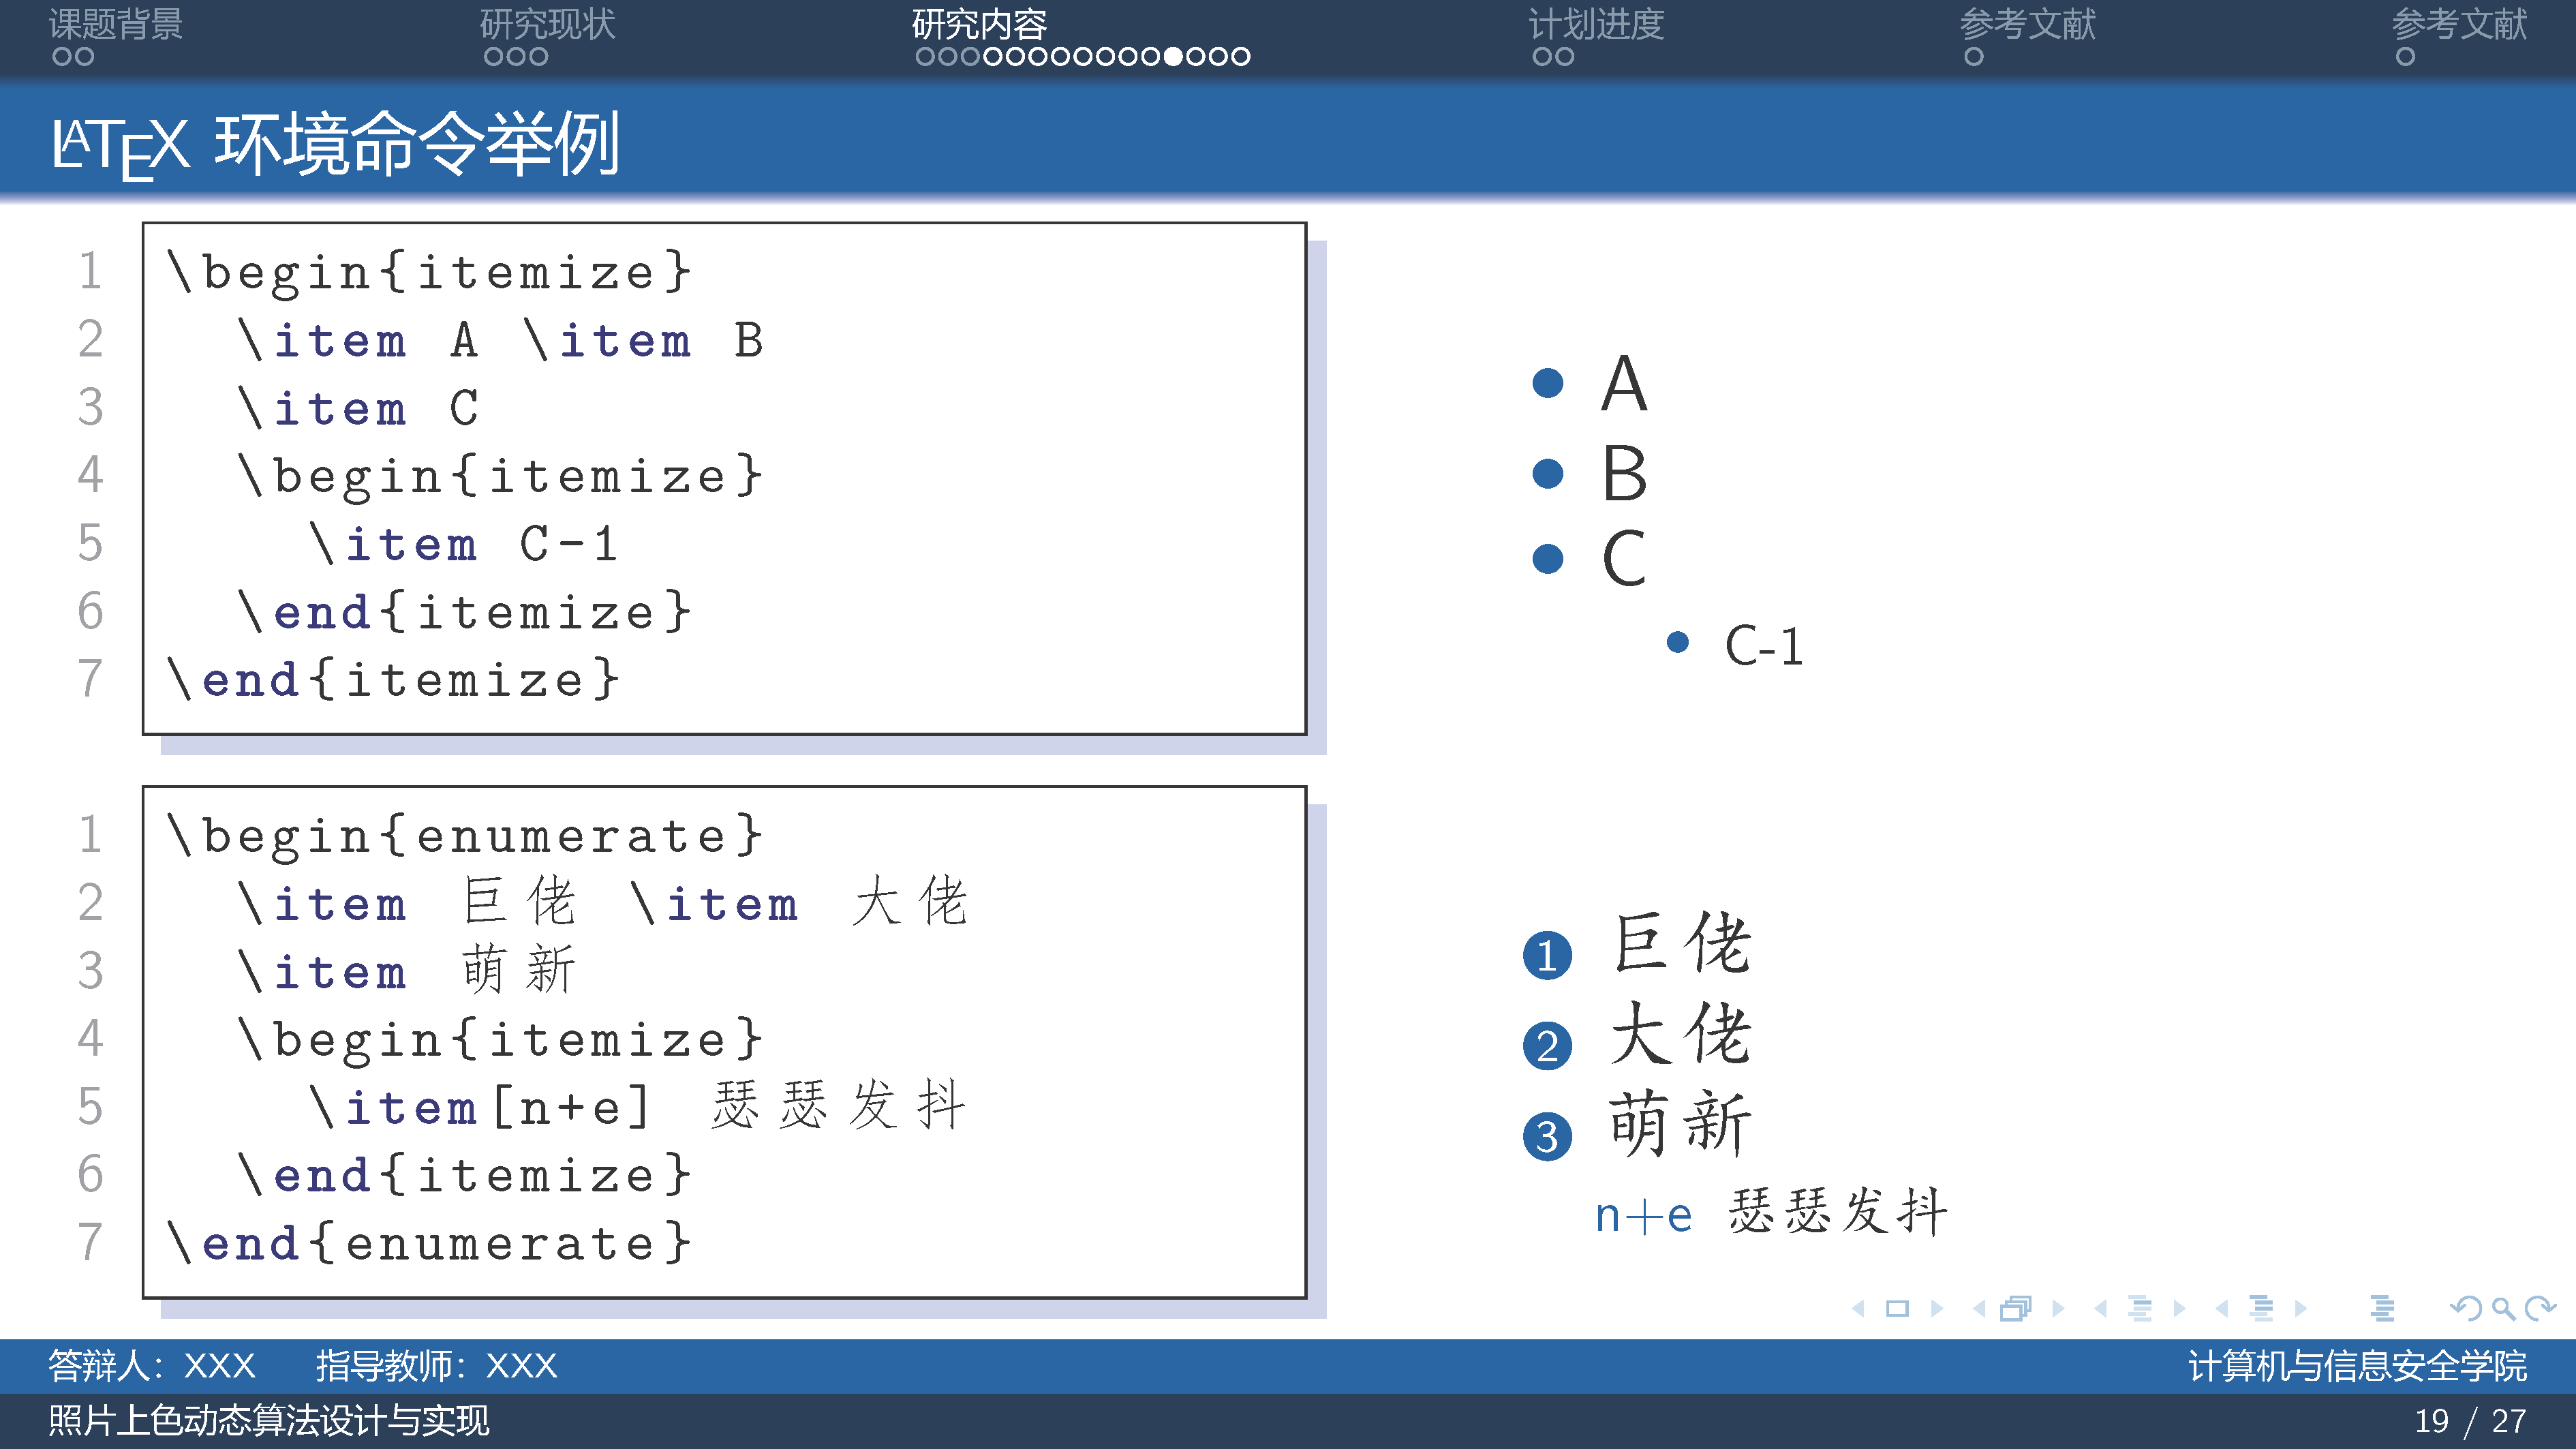 课题背景 研究现状 研究内容 计划进度 参考文献 参考文献
LATEX 环境命令举例
1 \begin{itemize}
2 \item A \item B
3 \item C
4 \begin{itemize}
5 \item C-1
6 \end{itemize}
7 \end{itemize}
• A
• B
• C
• C-1
1 \begin{enumerate}
2 \item 巨佬 \item 大佬
3 \item 萌新
4 \begin{itemize}
5 \item[n+e] 瑟瑟发抖
6 \end{itemize}
7 \end{enumerate}
1 巨佬
2 大佬
3 萌新
n+e 瑟瑟发抖
答辩人：XXX 指导教师：XXX 计算机与信息安全学院
照片上色动态算法设计与实现 19 / 27